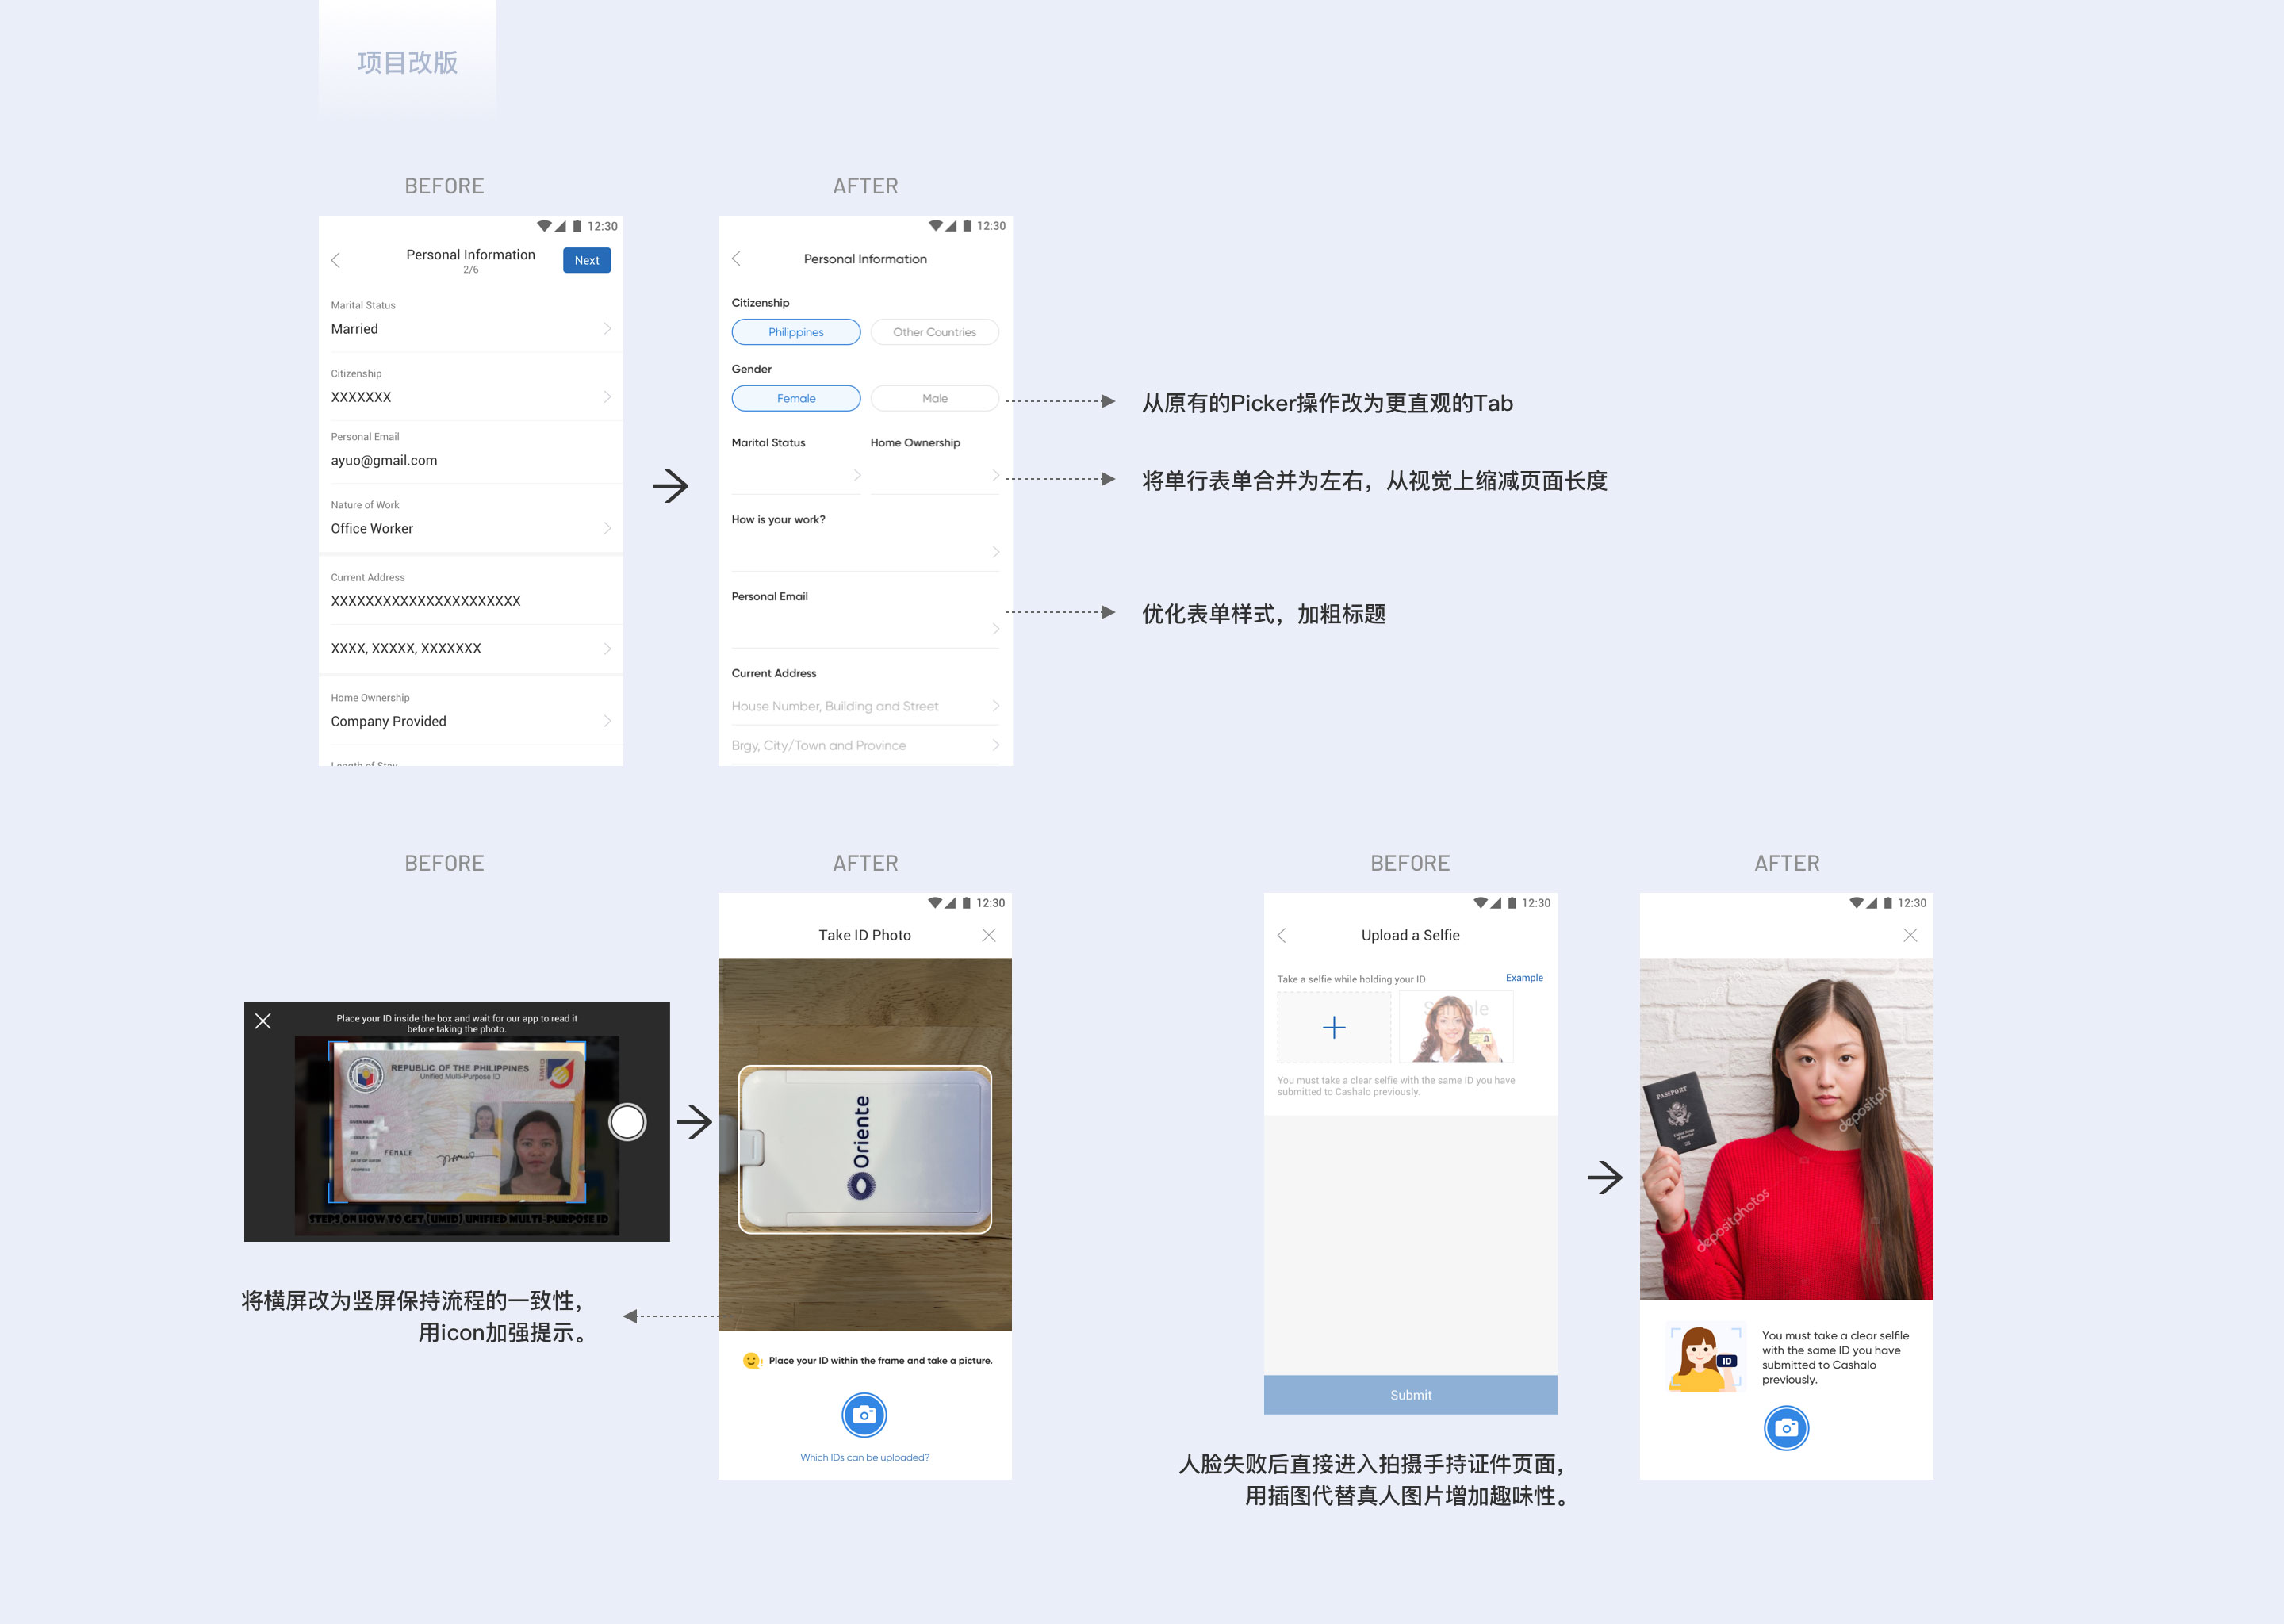 项目改版
BEFORE
AFTER
12:30
Personal Information
2/6
Next
Marital Status
Married
Citizenship
XXXXXXX
Personal Email
ayuo@gmail.com
Nature of Work
Office Worker
Current Address
XXXXXXXXXXXXXXXXXXXXXX
XXXX, XXXXX, XXXXXXX
Home Ownership
Company Provided
Length of Stay
12:30
Personal Information
Citizenship
Philippines
Other Countries
Gender
Female
Male
Marital Status
Home Ownership
How is your work?
Personal Email
Current Address
House Number, Building and Street
Brgy, City/Town and Province
从原有的Picker操作改为更直观的Tab
将单行表单合并为左右，从视觉上缩减页面长度
优化表单样式，加粗标题
BEFORE
AFTER
Place your ID inside the box and wait for our app to read it
before taking the photo.
REPUBLIC OF THE PHILIPPINES
Unified Multi-Purpose ID
FEMALE
STEPS ON HOW TO GET (UMID) UNIFIED MULTI-PURPOSE ID
将横屏改为竖屏保持流程的一致性，
用icon加强提示。
12:30
Take ID Photo
Oriente
Place your ID within the frame and take a picture.
Which IDs can be uploaded?
BEFORE
AFTER
12:30
Upload a Selfie
Take a selfie while holding your ID
Example
Sample
You must take a clear selfie with the same ID you have
submitted to Cashalo previously.
Submit
人脸失败后直接进入拍摄手持证件页面，
用插图代替真人图片增加趣味性。
12:30
PASSPORT
United States
of America
depositphotos
depositphotos
ID
You must take a clear selfile
with the same ID you have
submitted to Cashalo
previously.